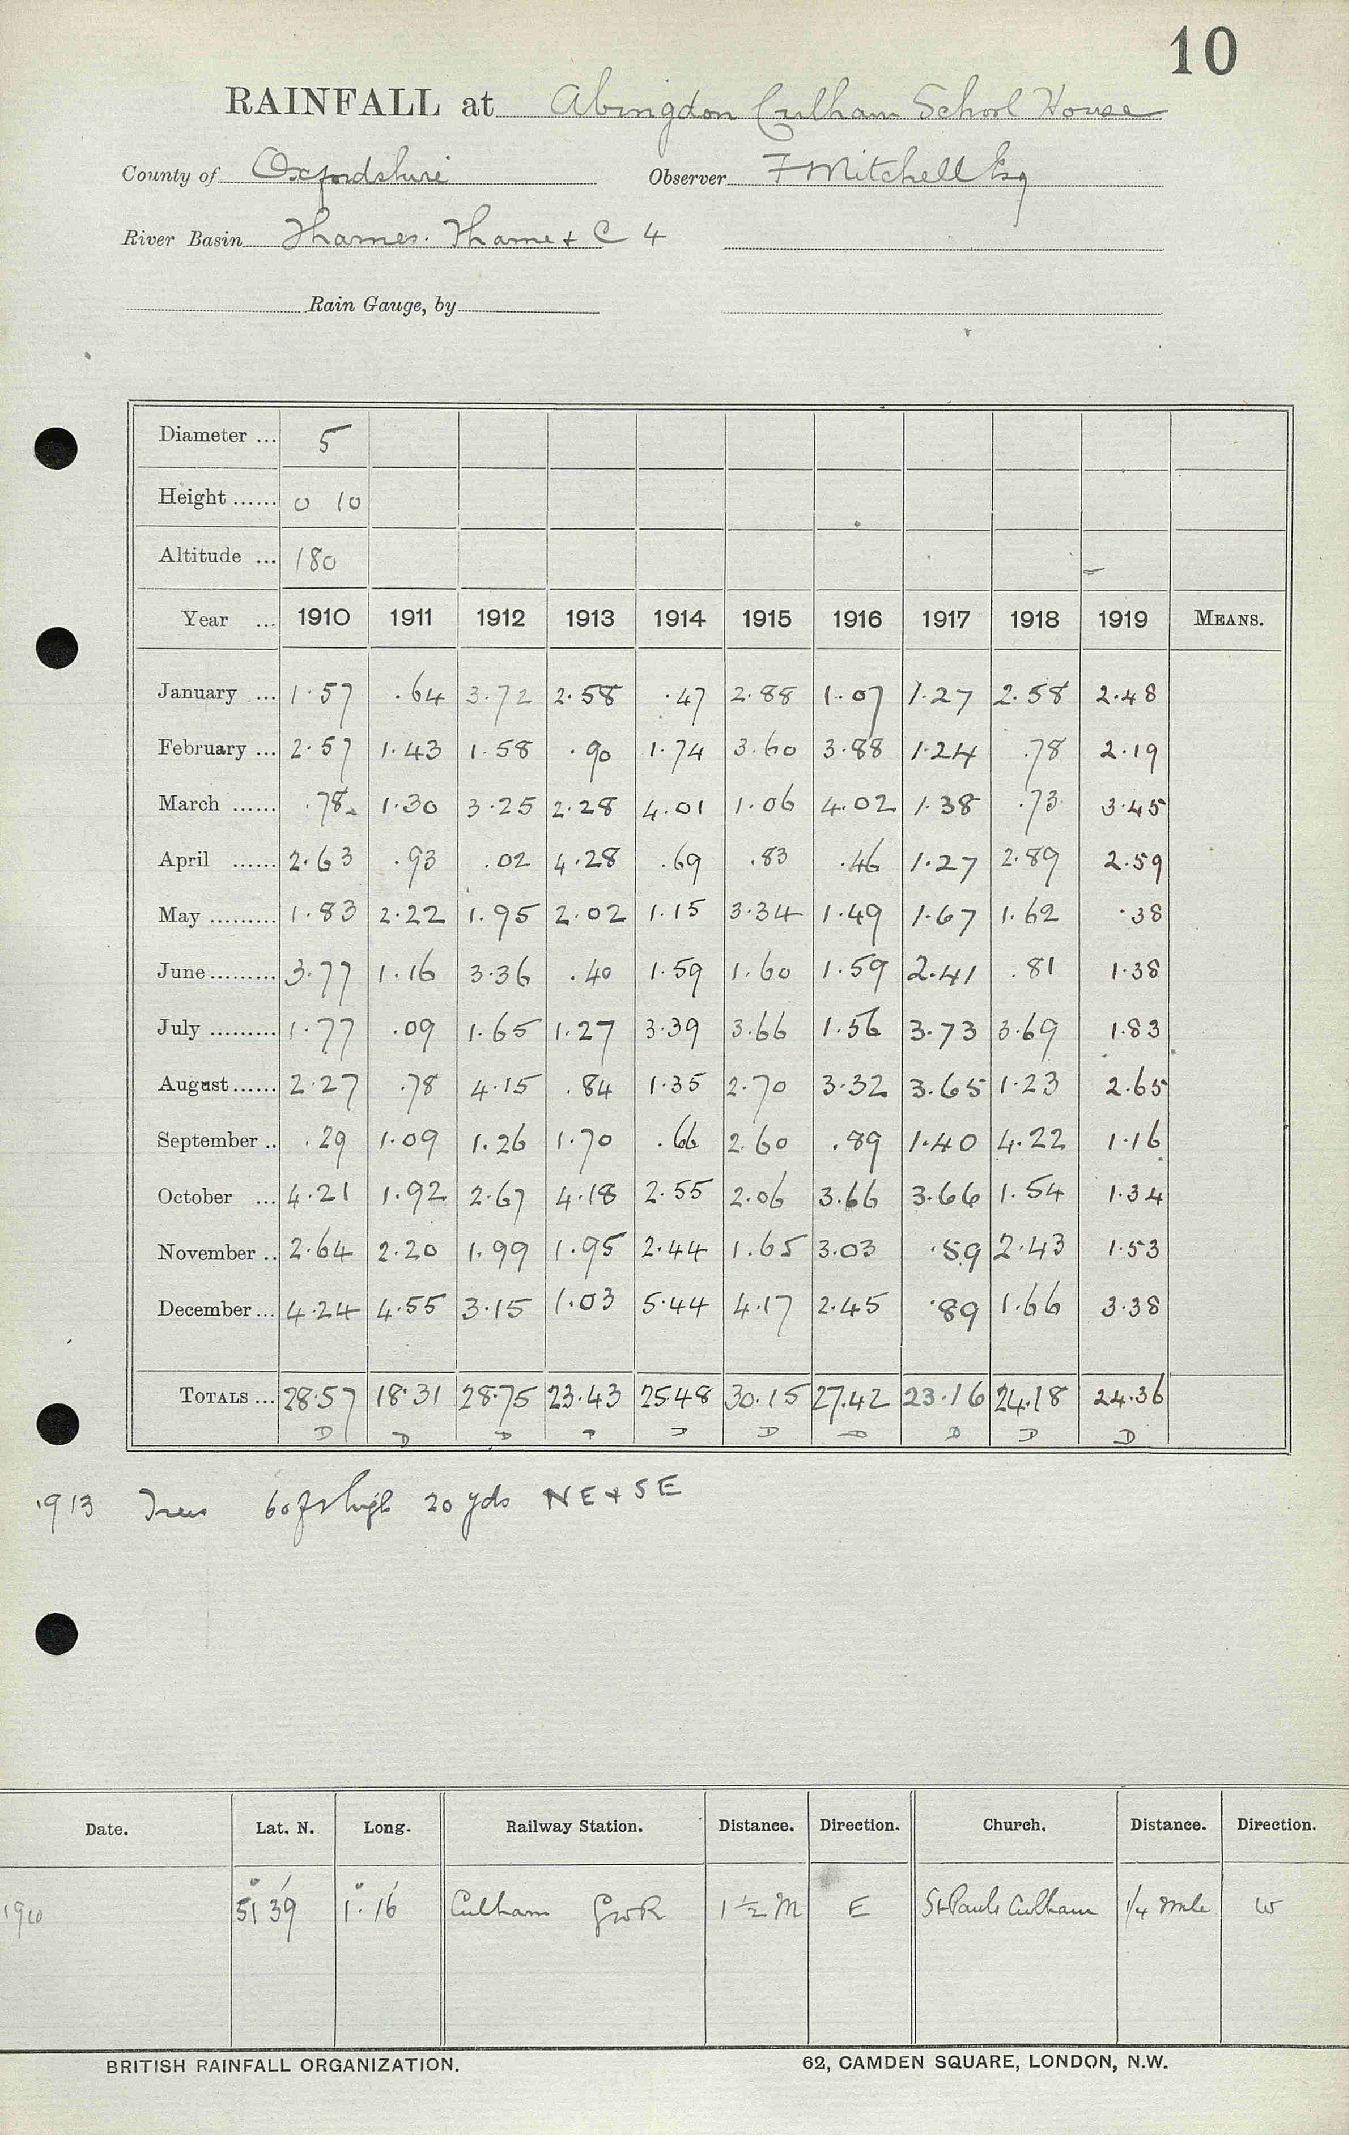 10
RAINFALL at Abingdon Culham School House
County of Oxfordshire Observer F Mitchell Esq
River Basin Thames. Thame & C 4
Rain Gauge, by
Diameter ... 5
Height ...... 0 10
Altitude ... 180
Year ... 1910 1911 1912 1913 1914 1915 1916 1917 1918 1919 MEANS.
January ... 1.57 .64 3.72 2.58 .47 2.88 1.07 1.27 2.58 2.48
February ... 2.57 1.43 1.58 .90 1.74 3.60 3.88 1.24 .78 2.19
March ...... .78 1.30 3.25 2.28 4.01 1.06 4.02 1.38 .73 3.45
April ...... 2.63 .93 .02 4.28 .69 .83 .46 1.27 2.89 2.59
May ......... 1.83 2.22 1.95 2.02 1.15 3.34 1.49 1.67 1.62 .38
June ......... 3.77 1.16 3.36 .40 1.59 1.60 1.59 2.41 .81 1.38
July ......... 1.77 .09 1.65 1.27 3.39 3.66 1.56 3.73 3.69 1.83
August ...... 2.27 .78 4.15 .84 1.35 2.70 3.32 3.65 1.23 2.65
September .. .29 1.09 1.26 1.70 .66 2.60 .89 1.40 4.22 1.16
October ... 4.21 1.92 2.67 4.18 2.55 2.06 3.66 3.66 1.54 1.34
November .. 2.64 2.20 1.99 1.95 2.44 1.65 3.03 .59 2.43 1.53
December ... 4.24 4.55 3.15 1.03 5.44 4.17 2.45 .89 1.66 3.38
TOTALS ... 28.57 18.31 28.75 23.43 25.48 30.15 27.42 23.16 24.18 24.36
D D D D D D D D D D
1913 Trees 60 ft high 20 yds NE & SE
Date. Lat. N. Long. Railway Station. Distance. Direction. Church. Distance. Direction.
1910 51° 39' 1° 16' Culham GWR 1½ M E St Pauls Culham ¼ mile W
BRITISH RAINFALL ORGANIZATION. 62, CAMDEN SQUARE, LONDON, N.W.